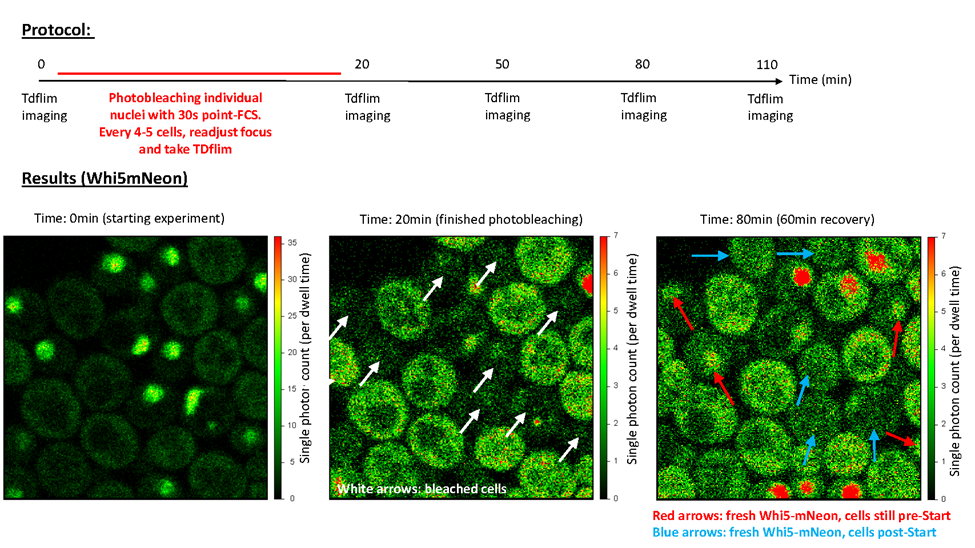 Protocol:
0 20 50 80 110
Time (min)
Tdflim
imaging
Photobleaching individual
nuclei with 30s point-FCS.
Every 4-5 cells, readjust focus
and take TDflim
Tdflim
imaging
Tdflim
imaging
Tdflim
imaging
Tdflim
imaging
Results (Whi5mNeon)
Time: 0min (starting experiment)
35
30
25
20
15
10
5
0
Single photon count (per dwell time)
Time: 20min (finished photobleaching)
White arrows: bleached cells
7
6
5
4
3
2
1
0
Single photon count (per dwell time)
Time: 80min (60min recovery)
7
6
5
4
3
2
1
0
Single photon count (per dwell time)
Red arrows: fresh Whi5-mNeon, cells still pre-Start
Blue arrows: fresh Whi5-mNeon, cells post-Start